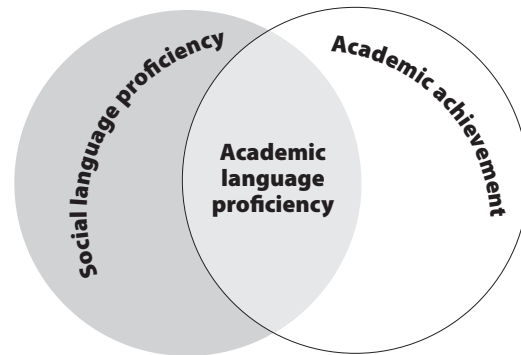 Social language proficiency
Academic
language
proficiency
Academic achievement